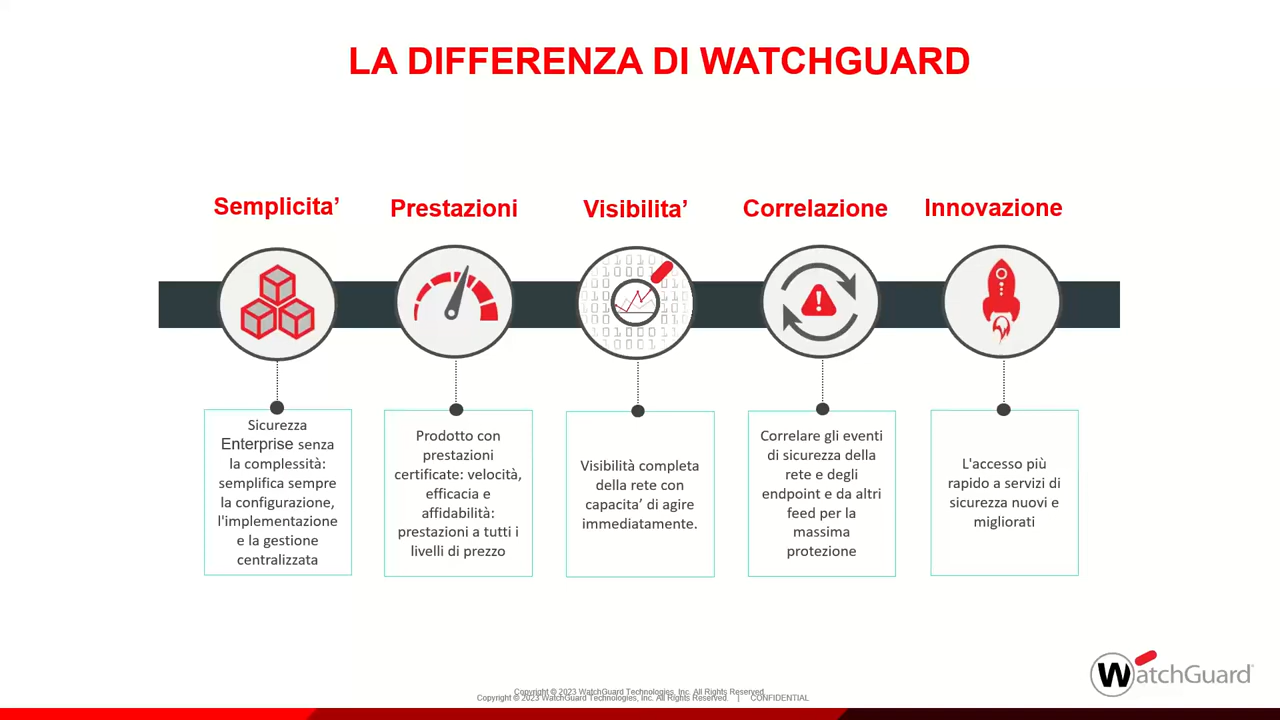 LA DIFFERENZA DI WATCHGUARD
Semplicita’
Prestazioni
Visibilita’
Correlazione
Innovazione
Sicurezza
Enterprise senza
la complessità:
semplifica sempre
la configurazione,
l'implementazione
e la gestione
centralizzata
Prodotto con
prestazioni
certificate: velocità,
efficacia e
affidabilità:
prestazioni a tutti i
livelli di prezzo
Visibilità completa
della rete con
capacita’ di agire
immediatamente.
Correlare gli eventi
di sicurezza della
rete e degli
endpoint e da altri
feed per la
massima
protezione
L'accesso più
rapido a servizi di
sicurezza nuovi e
migliorati
WatchGuard
Copyright © 2023 WatchGuard Technologies, Inc. All Rights Reserved
Copyright © 2023 WatchGuard Technologies, Inc. All Rights Reserved. | CONFIDENTIAL